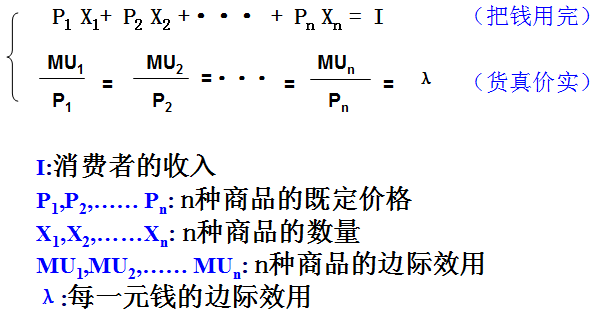 P1 X1+ P2 X2 +··· + Pn Xn = I （把钱用完）
MU1/P1 = MU2/P2 =··· = MUn/Pn = λ （货真价实）
I:消费者的收入
P1,P2,…… Pn: n种商品的既定价格
X1,X2,……Xn: n种商品的数量
MU1,MU2,…… MUn: n种商品的边际效用
λ:每一元钱的边际效用